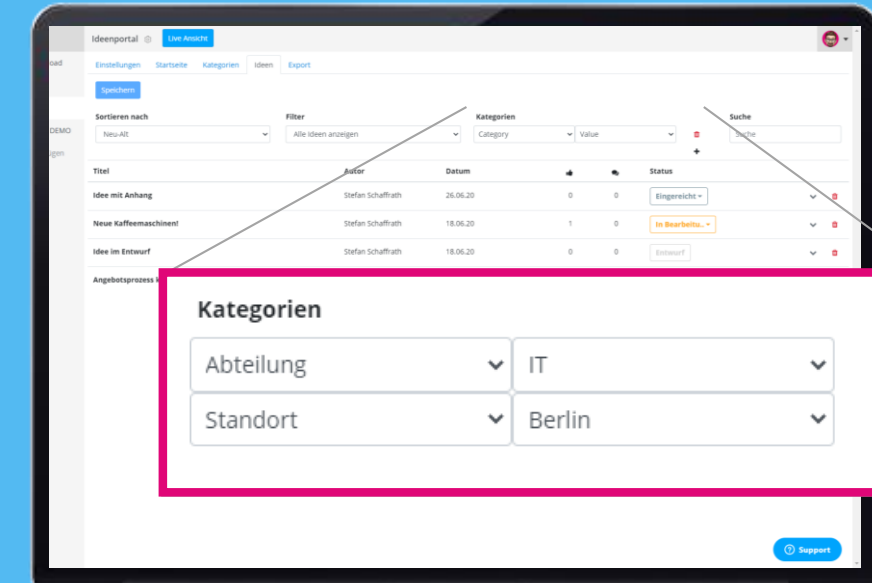 Ideenportal Live Ansicht
Einstellungen Startseite Kategorien Ideen Export
Speichern
DEMO
Sortieren nach Filter Kategorien Suche
Neu-Alt Alle Ideen anzeigen Category Value Suche
Titel Autor Datum Status
Idee mit Anhang Stefan Schaffrath 26.06.20 0 0 Eingereicht
Neue Kaffeemaschinen! Stefan Schaffrath 18.06.20 1 0 In Bearbeitu..
Idee im Entwurf Stefan Schaffrath 18.06.20 0 0 Entwurf
Angebotsprozess
Kategorien
Abteilung IT
Standort Berlin
Support